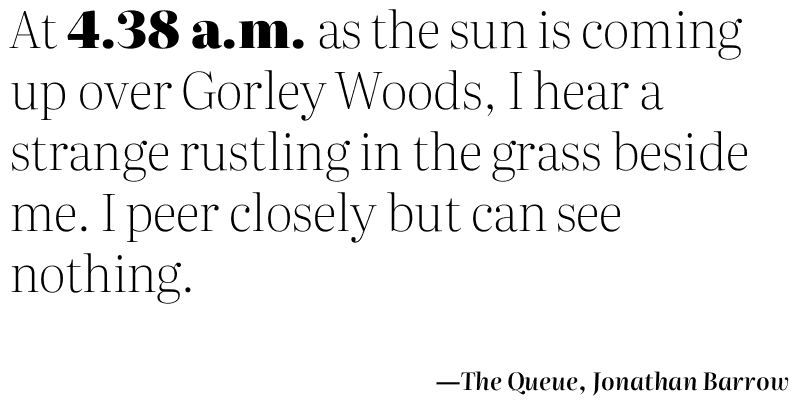 At 4.38 a.m. as the sun is coming
up over Gorley Woods, I hear a
strange rustling in the grass beside
me. I peer closely but can see
nothing.
—The Queue, Jonathan Barrow